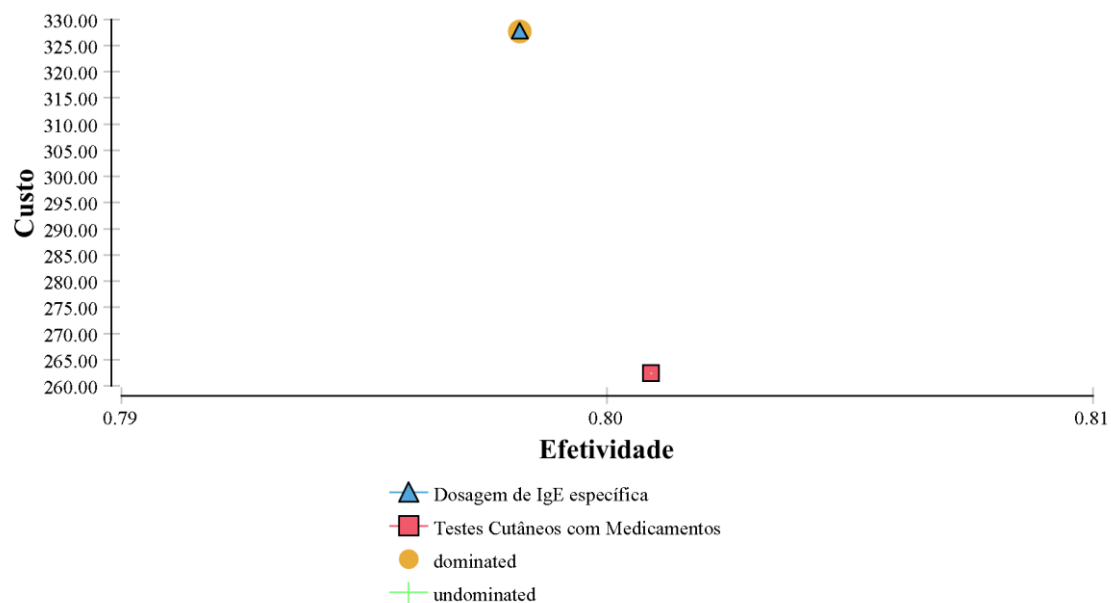 330.00
325.00
320.00
315.00
310.00
305.00
300.00
295.00
290.00
285.00
280.00
275.00
270.00
265.00
260.00
Custo
0.79 0.80 0.81
Efetividade
Dosagem de IgE específica
Testes Cutâneos com Medicamentos
dominated
undominated